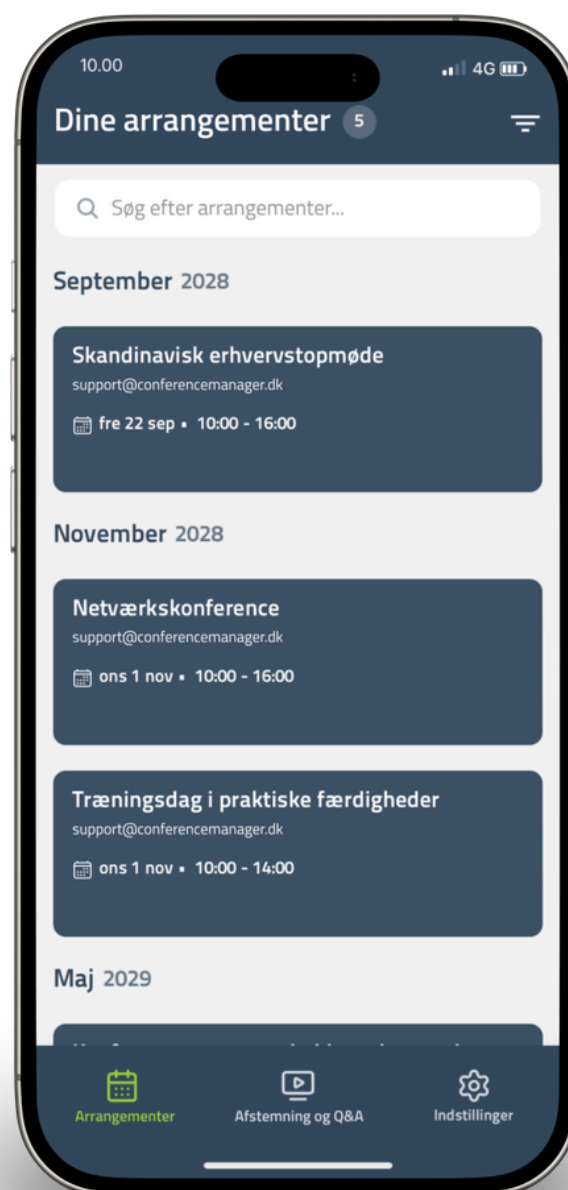 10.00
4G
Dine arrangementer 5
Søg efter arrangementer...
September 2028
Skandinavisk erhvervstopmøde
support@conferencemanager.dk
fre 22 sep • 10:00 - 16:00
November 2028
Netværkskonference
support@conferencemanager.dk
ons 1 nov • 10:00 - 16:00
Træningsdag i praktiske færdigheder
support@conferencemanager.dk
ons 1 nov • 10:00 - 14:00
Maj 2029
Arrangementer
Afstemning og Q&A
Indstillinger